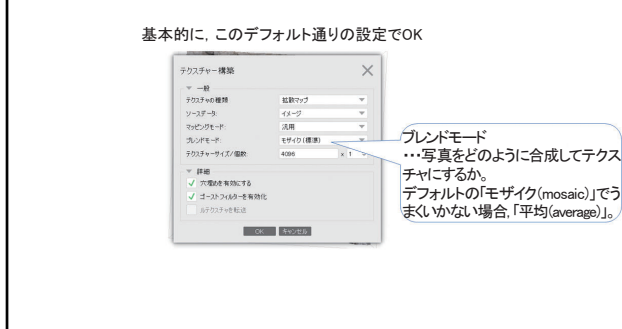 基本的に，このデフォルト通りの設定でOK
テクスチャー構築
一般
テクスチャの種類
拡散マップ
ソースデータ:
イメージ
マッピングモード:
汎用
ブレンドモード:
モザイク(標準)
テクスチャーサイズ/個数:
4096
x 1
詳細
穴埋めを有効にする
ゴーストフィルターを有効化
OK
キャンセル
ブレンドモード
・・・写真をどのように合成してテクス
チャにするか。
デフォルトの「モザイク(mosaic)」でう
まくいかない場合，「平均(average)」。